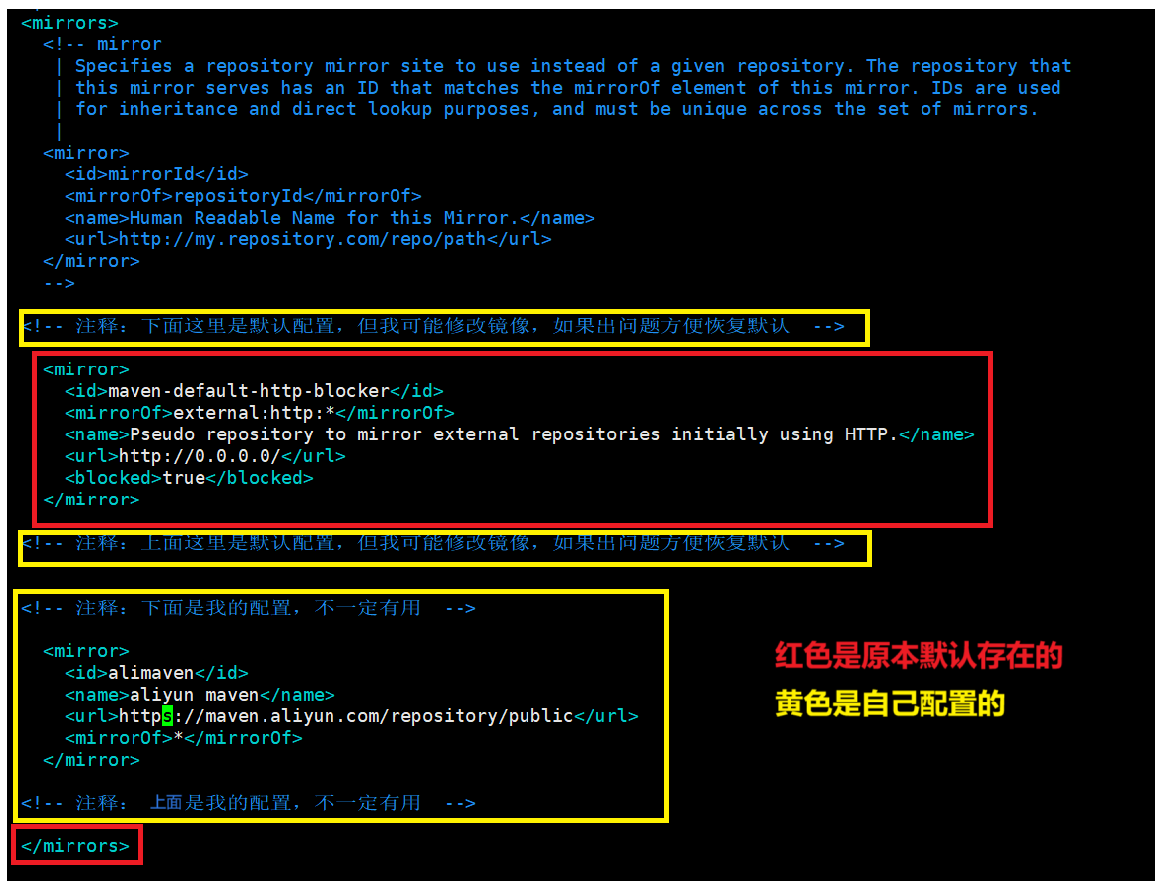 <mirrors>
<!-- mirror
| Specifies a repository mirror site to use instead of a given repository. The repository that
| this mirror serves has an ID that matches the mirrorOf element of this mirror. IDs are used
| for inheritance and direct lookup purposes, and must be unique across the set of mirrors.
|
<mirror>
<id>mirrorId</id>
<mirrorOf>repositoryId</mirrorOf>
<name>Human Readable Name for this Mirror.</name>
<url>http://my.repository.com/repo/path</url>
</mirror>
-->
<!-- 注释：下面这里是默认配置，但我可能修改镜像，如果出问题方便恢复默认 -->
<mirror>
<id>maven-default-http-blocker</id>
<mirrorOf>external:http:*</mirrorOf>
<name>Pseudo repository to mirror external repositories initially using HTTP.</name>
<url>http://0.0.0.0/</url>
<blocked>true</blocked>
</mirror>
<!-- 注释：上面这里是默认配置，但我可能修改镜像，如果出问题方便恢复默认 -->
<!-- 注释：下面是我的配置，不一定有用 -->
<mirror>
<id>alimaven</id>
<name>aliyun maven</name>
<url>https://maven.aliyun.com/repository/public</url>
<mirrorOf>*</mirrorOf>
</mirror>
<!-- 注释： 上面是我的配置，不一定有用 -->
</mirrors>
红色是原本默认存在的
黄色是自己配置的